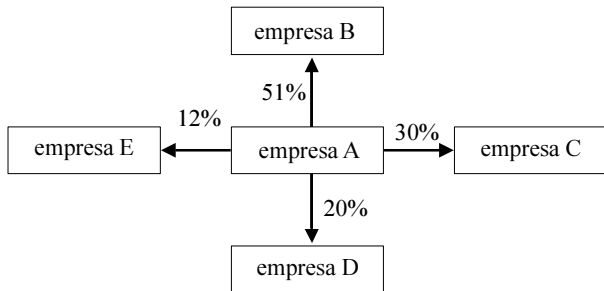 empresa B
51%
12%
30%
empresa E
empresa A
empresa C
20%
empresa D